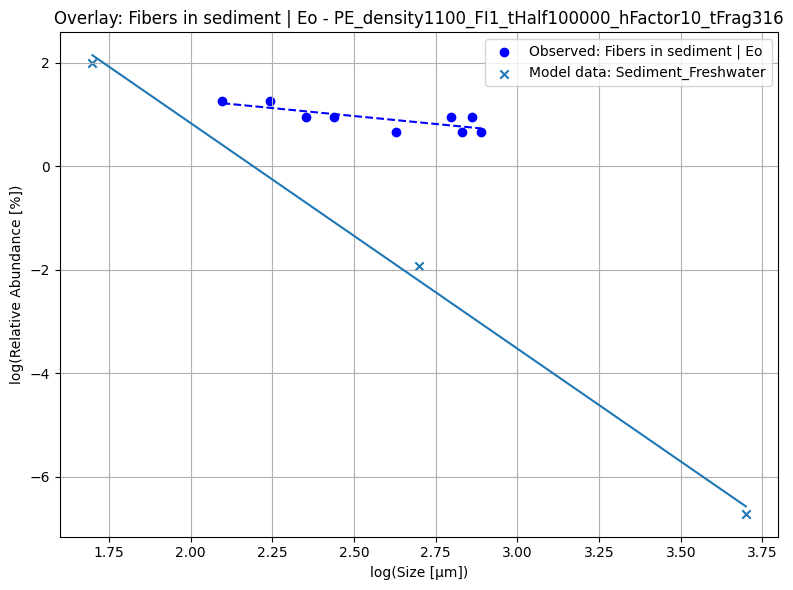 Overlay: Fibers in sediment | Eo - PE_density1100_FI1_tHalf100000_hFactor10_tFrag316
Observed: Fibers in sediment | Eo
Model data: Sediment_Freshwater
log(Relative Abundance [%])
2
0
−2
−4
−6
1.75 2.00 2.25 2.50 2.75 3.00 3.25 3.50 3.75
log(Size [μm])